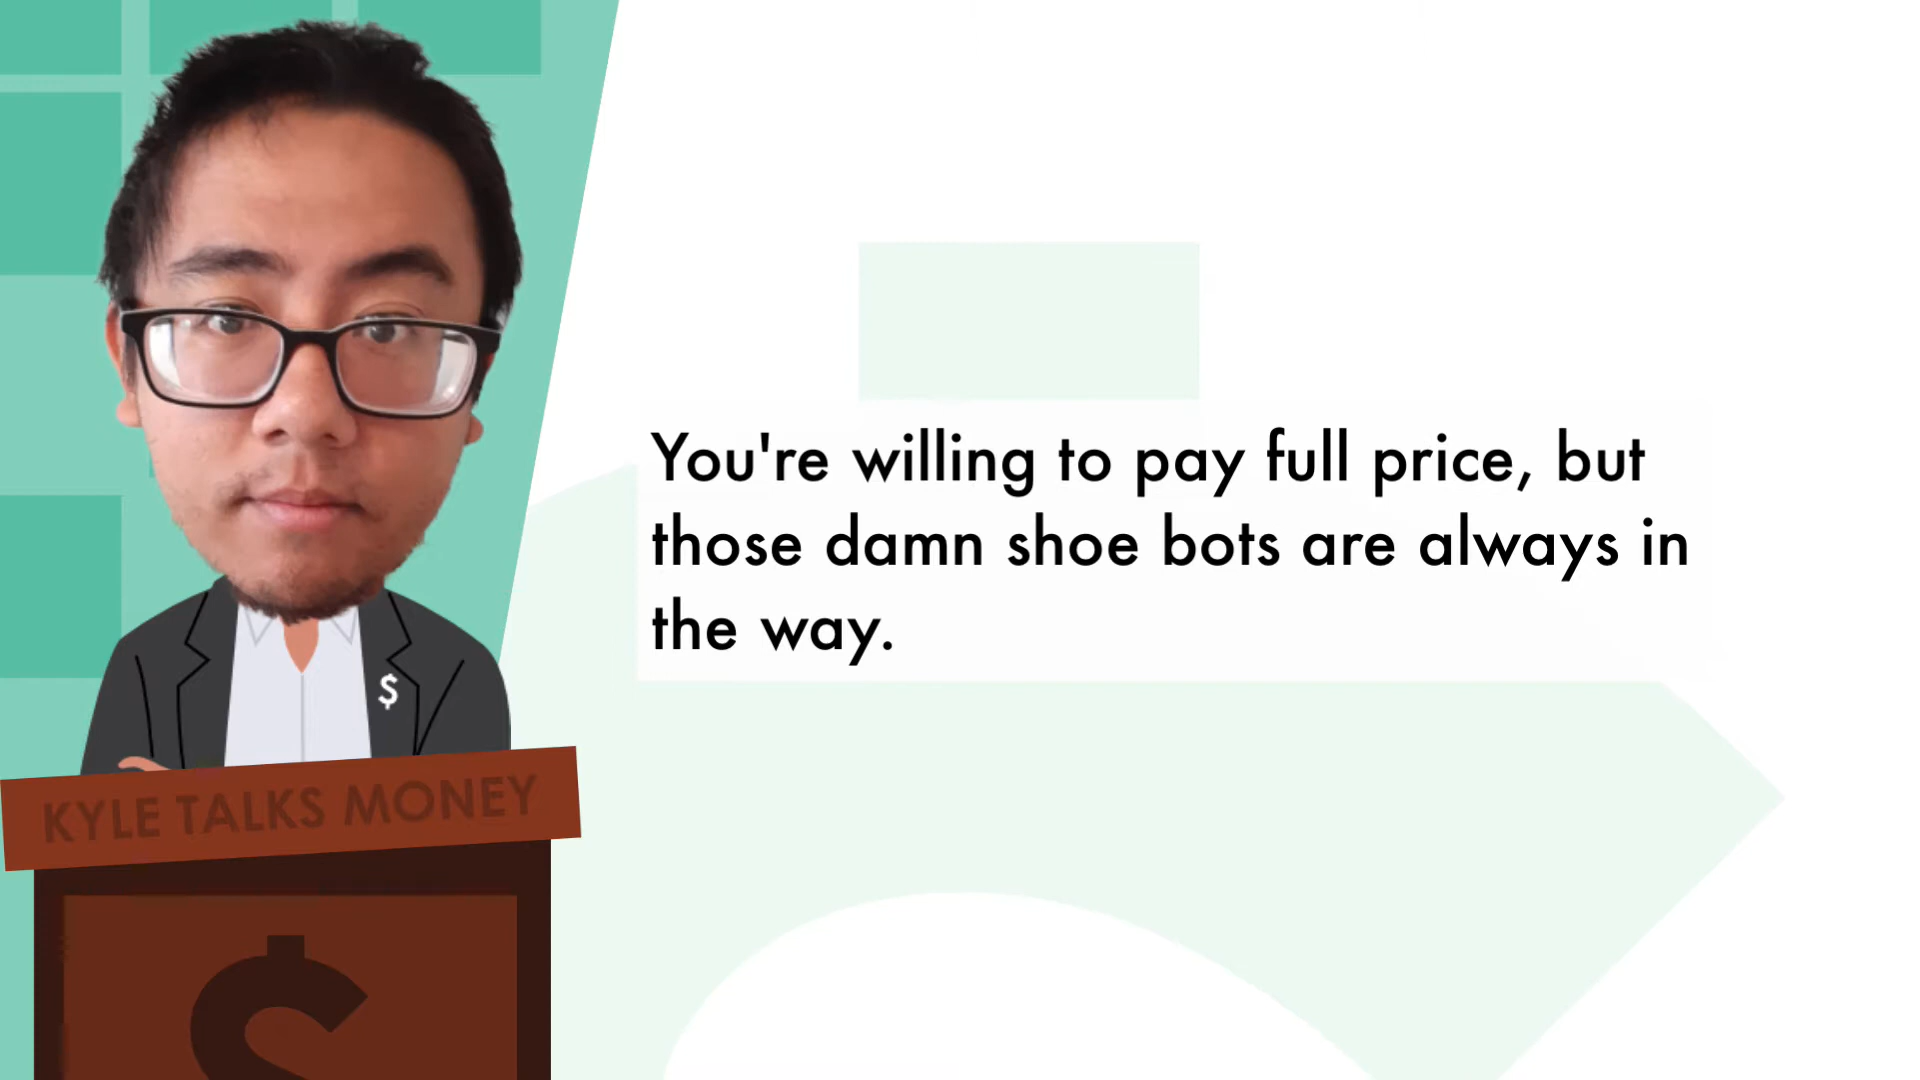 You're willing to pay full price, but
those damn shoe bots are always in
the way.
$
KYLE TALKS MONEY
$